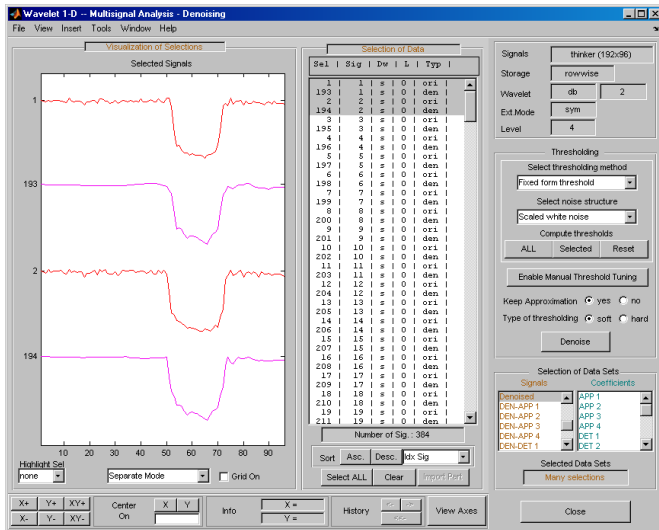 Wavelet 1-D -- Multisignal Analysis - Denoising
File View Insert Tools Window Help
Visualization of Selections
Selected Signals
1
193
2
194
10 20 30 40 50 60 70 80 90
Highlight Sel
none
Separate Mode
Grid On
Selection of Data
Sel | Sig | Dw | L | Typ |
1 | 1 | s | 0 | ori |
193 | 1 | s | 0 | den |
2 | 2 | s | 0 | ori |
194 | 2 | s | 0 | den |
3 | 3 | s | 0 | ori |
195 | 3 | s | 0 | den |
4 | 4 | s | 0 | ori |
196 | 4 | s | 0 | den |
5 | 5 | s | 0 | ori |
197 | 5 | s | 0 | den |
6 | 6 | s | 0 | ori |
198 | 6 | s | 0 | den |
7 | 7 | s | 0 | ori |
199 | 7 | s | 0 | den |
8 | 8 | s | 0 | ori |
200 | 8 | s | 0 | den |
9 | 9 | s | 0 | ori |
201 | 9 | s | 0 | den |
10 | 10 | s | 0 | ori |
202 | 10 | s | 0 | den |
11 | 11 | s | 0 | ori |
203 | 11 | s | 0 | den |
12 | 12 | s | 0 | ori |
204 | 12 | s | 0 | den |
13 | 13 | s | 0 | ori |
205 | 13 | s | 0 | den |
14 | 14 | s | 0 | ori |
206 | 14 | s | 0 | den |
15 | 15 | s | 0 | ori |
207 | 15 | s | 0 | den |
16 | 16 | s | 0 | ori |
208 | 16 | s | 0 | den |
17 | 17 | s | 0 | ori |
209 | 17 | s | 0 | den |
18 | 18 | s | 0 | ori |
210 | 18 | s | 0 | den |
19 | 19 | s | 0 | ori |
211 | 19 | s | 0 | den |
Number of Sig. : 384
Sort Asc. Desc. Idx Sig
Select ALL Clear Import Part
Signals thinker (192x96)
Storage rowwise
Wavelet db 2
Ext.Mode sym
Level 4
Thresholding
Select thresholding method
Fixed form threshold
Select noise structure
Scaled white noise
Compute thresholds
ALL Selected Reset
Enable Manual Threshold Tuning
Keep Approximation yes no
Type of thresholding soft hard
Denoise
Selection of Data Sets
Signals Coefficients
Denoised APP 1
DEN-APP 1 APP 2
DEN-APP 2 APP 3
DEN-APP 3 APP 4
DEN-APP 4 DET 1
DEN-DET 1 DET 2
Selected Data Sets
Many selections
X+ Y+ XY+
X- Y- XY-
Center On X Y
Info X =
Y =
History <- -> <<-
View Axes
Close